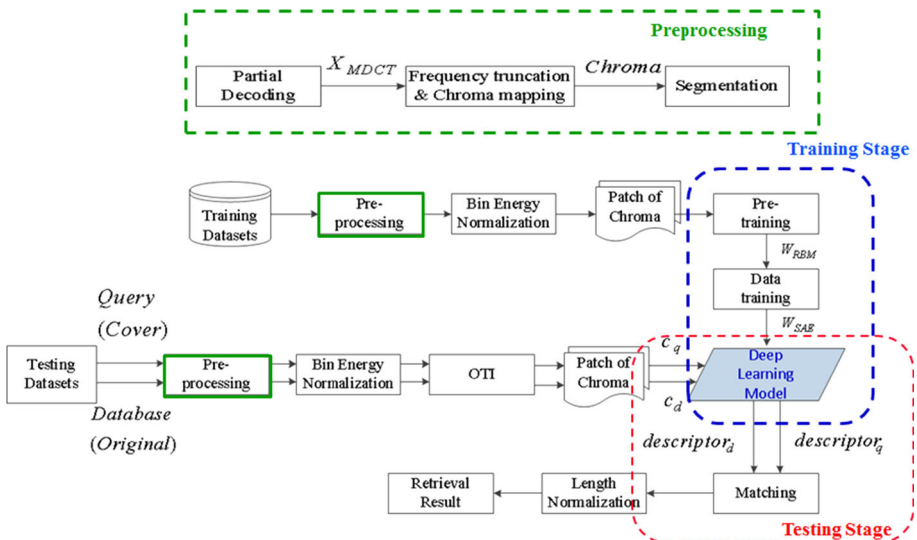 Preprocessing
Partial
Decoding
X MDCT
Frequency truncation
& Chroma mapping
Chroma
Segmentation
Training Stage
Training
Datasets
Pre-
processing
Bin Energy
Normalization
Patch of
Chroma
Pre-
training
W RBM
Data
training
W SAE
Query
(Cover)
Testing
Datasets
Database
(Original)
Pre-
processing
Bin Energy
Normalization
OTI
Patch of
Chroma
c q
c d
Deep
Learning
Model
descriptor d
descriptor q
Retrieval
Result
Length
Normalization
Matching
Testing Stage